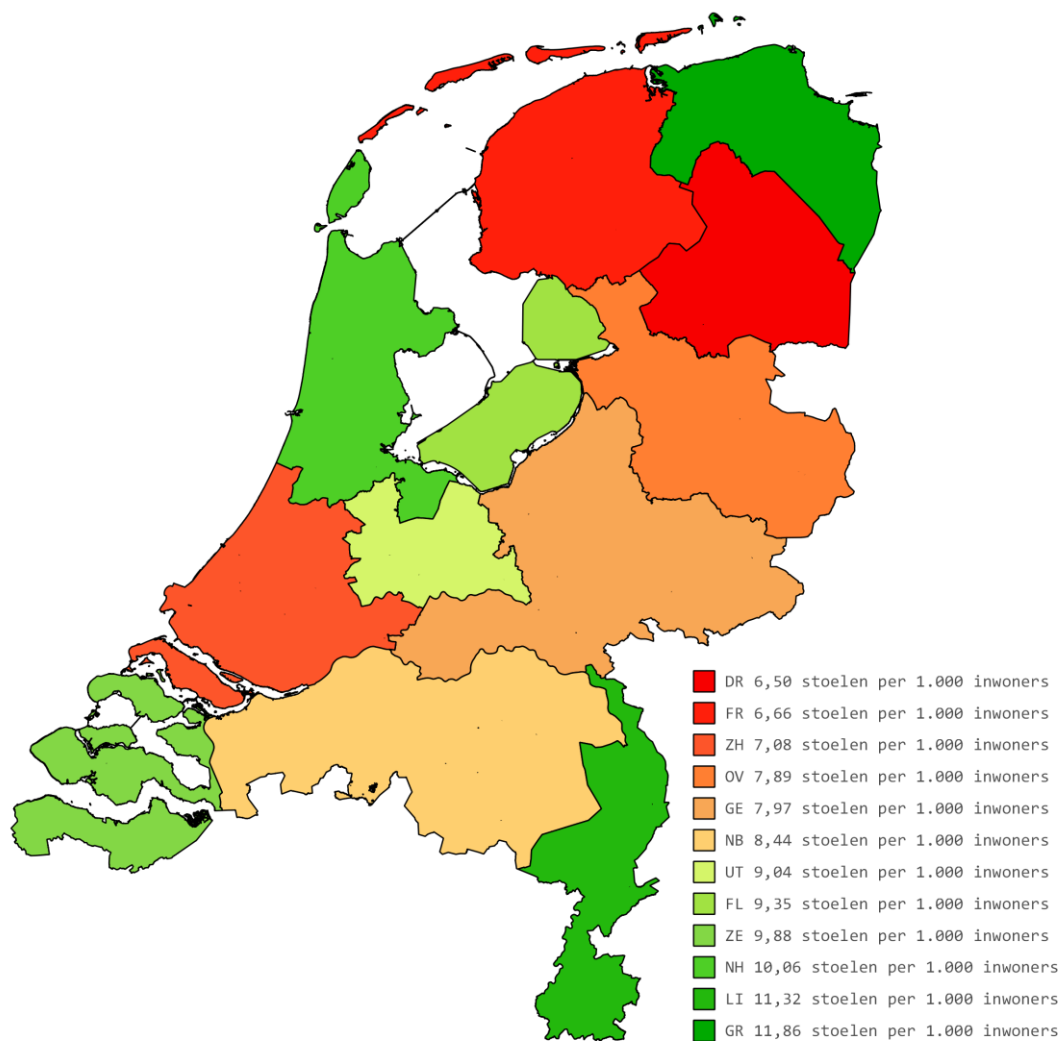 DR 6,50 stoelen per 1.000 inwoners
FR 6,66 stoelen per 1.000 inwoners
ZH 7,08 stoelen per 1.000 inwoners
OV 7,89 stoelen per 1.000 inwoners
GE 7,97 stoelen per 1.000 inwoners
NB 8,44 stoelen per 1.000 inwoners
UT 9,04 stoelen per 1.000 inwoners
FL 9,35 stoelen per 1.000 inwoners
ZE 9,88 stoelen per 1.000 inwoners
NH 10,06 stoelen per 1.000 inwoners
LI 11,32 stoelen per 1.000 inwoners
GR 11,86 stoelen per 1.000 inwoners